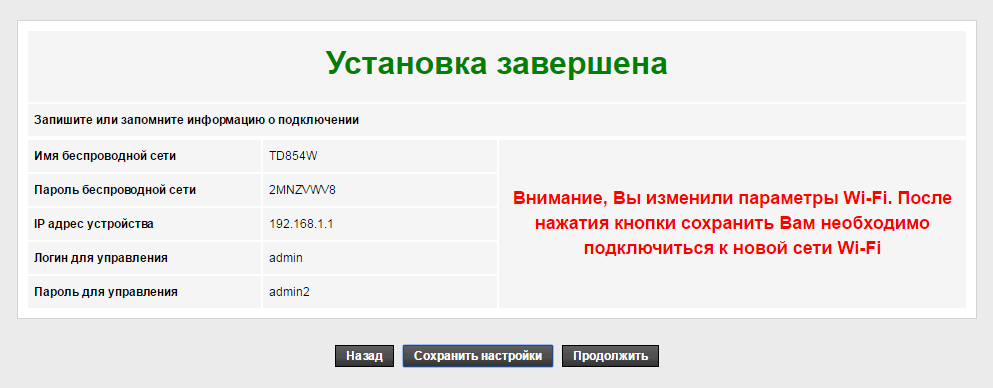 Установка завершена
Запишите или запомните информацию о подключении
Имя беспроводной сети TD854W
Пароль беспроводной сети 2MNZVWV8
IP адрес устройства 192.168.1.1
Логин для управления admin
Пароль для управления admin2
Внимание, Вы изменили параметры Wi-Fi. После
нажатия кнопки сохранить Вам необходимо
подключиться к новой сети Wi-Fi
Назад Сохранить настройки Продолжить